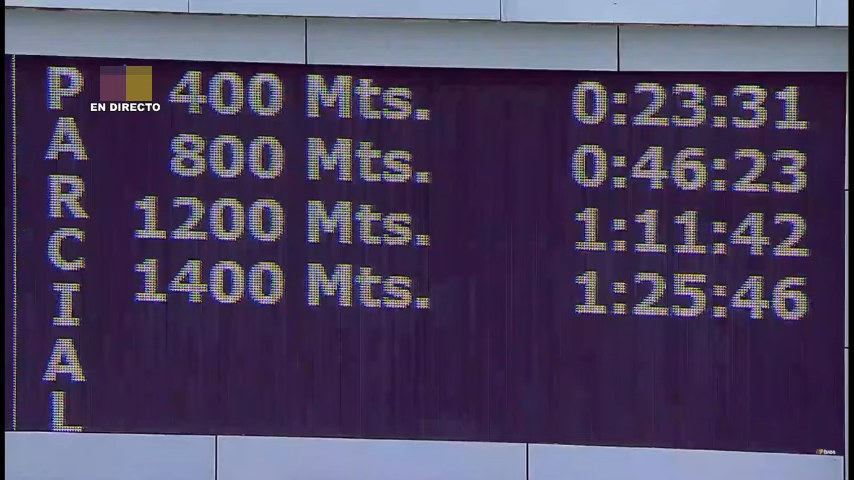 PARCIAL
EN DIRECTO
400 Mts. 0:23:31
800 Mts. 0:46:23
1200 Mts. 1:11:42
1400 Mts. 1:25:46